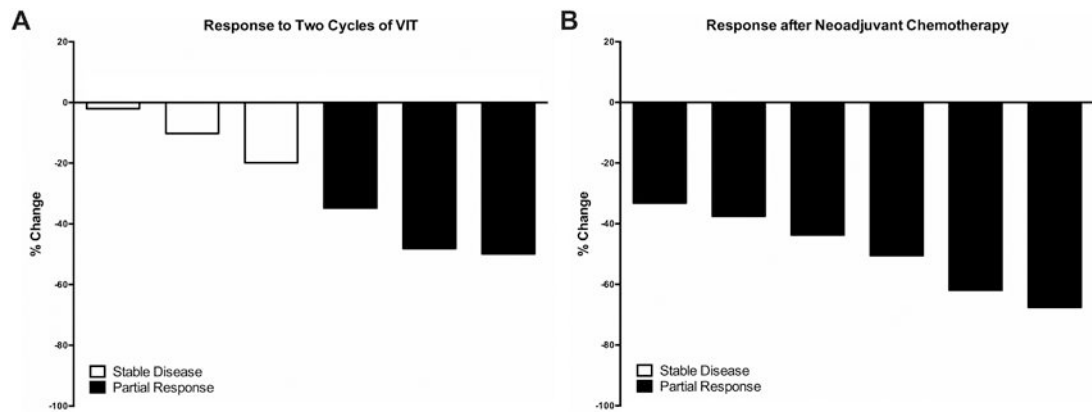 A
Response to Two Cycles of VIT
20
0
-20
-40
-60
-80
-100
% Change
Stable Disease
Partial Response
B
Response after Neoadjuvant Chemotherapy
20
0
-20
-40
-60
-80
-100
% Change
Stable Disease
Partial Response